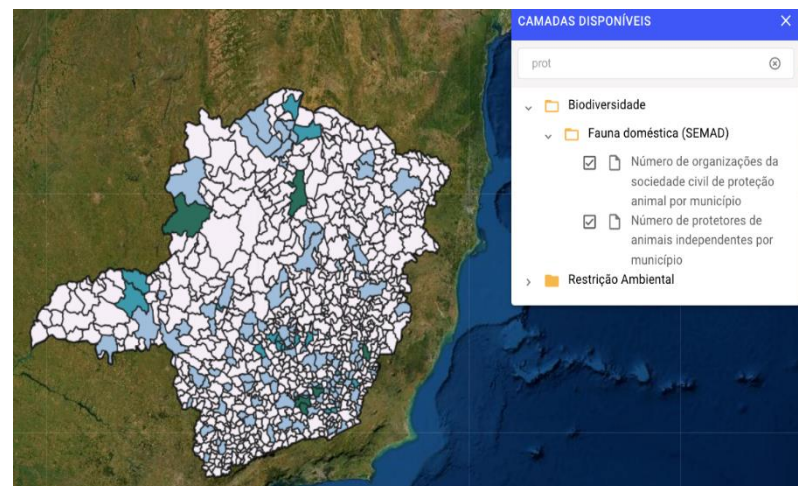 CAMADAS DISPONÍVEIS
prot
Biodiversidade
Fauna doméstica (SEMAD)
Número de organizações da
sociedade civil de proteção
animal por município
Número de protetores de
animais independentes por
município
Restrição Ambiental